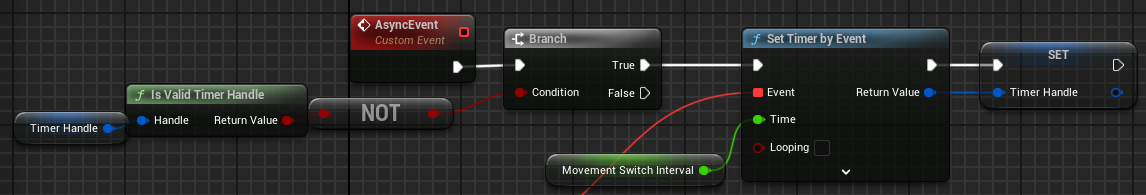 AsyncEvent
Custom Event
Branch
True
Condition
False
Is Valid Timer Handle
Handle
Return Value
Timer Handle
NOT
Set Timer by Event
Event
Return Value
Time
Looping
Movement Switch Interval
SET
Timer Handle